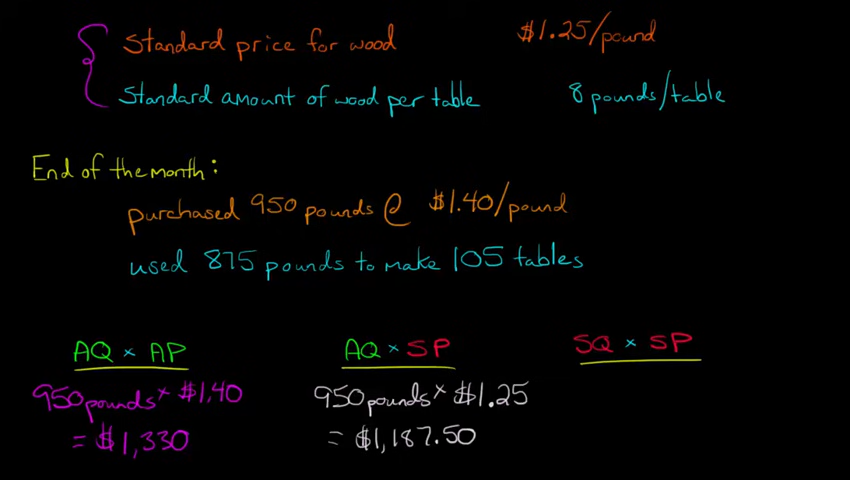 Standard price for wood $1.25/pound
Standard amount of wood per table 8 pounds/table
End of the month:
purchased 950 pounds @ $1.40/pound
used 875 pounds to make 105 tables
AQ × AP AQ × SP SQ × SP
950 pounds × $1.40 950 pounds × $1.25
= $1,330 = $1,187.50